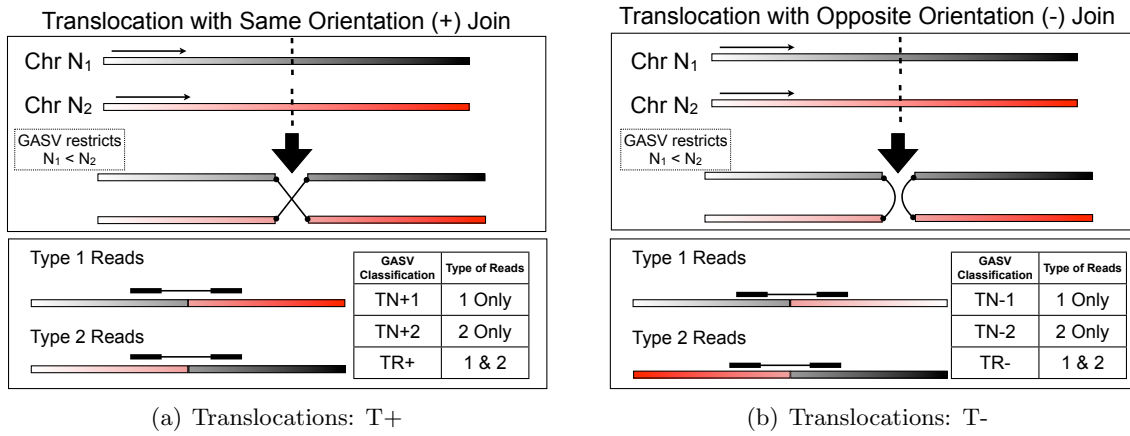 Translocation with Same Orientation (+) Join
Chr N1
Chr N2
GASV restricts
N1 < N2
Type 1 Reads
Type 2 Reads
GASV Classification Type of Reads
TN+1 1 Only
TN+2 2 Only
TR+ 1 & 2
(a) Translocations: T+
Translocation with Opposite Orientation (-) Join
Chr N1
Chr N2
GASV restricts
N1 < N2
Type 1 Reads
Type 2 Reads
GASV Classification Type of Reads
TN-1 1 Only
TN-2 2 Only
TR- 1 & 2
(b) Translocations: T-